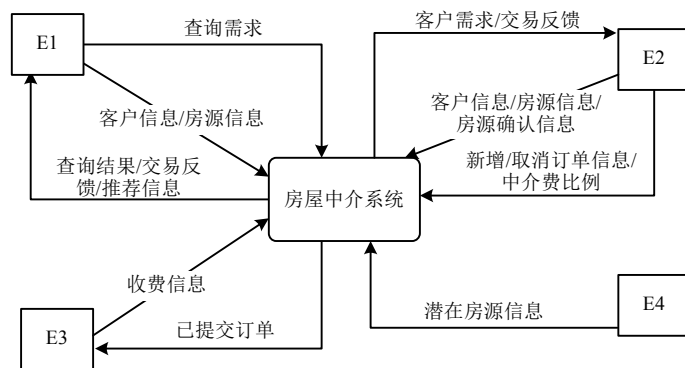 查询需求
客户需求/交易反馈
E1
E2
客户信息/房源信息
客户信息/房源信息/
房源确认信息
查询结果/交易反
馈/推荐信息
新增/取消订单信息/
中介费比例
房屋中介系统
收费信息
潜在房源信息
E4
已提交订单
E3